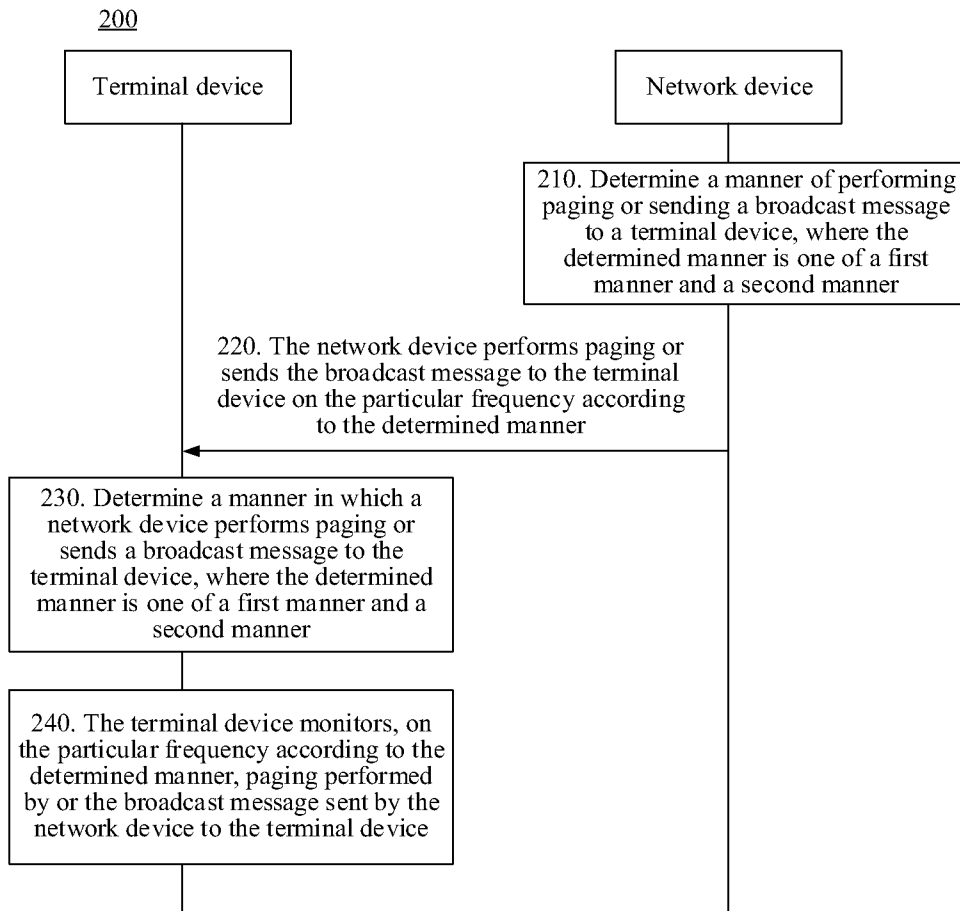 200
Terminal device
Network device
210. Determine a manner of performing
paging or sending a broadcast message
to a terminal device, where the
determined manner is one of a first
manner and a second manner
220. The network device performs paging or
sends the broadcast message to the terminal
device on the particular frequency according
to the determined manner
230. Determine a manner in which a
network device performs paging or
sends a broadcast message to the
terminal device, where the determined
manner is one of a first manner and a
second manner
240. The terminal device monitors, on
the particular frequency according to the
determined manner, paging performed
by or the broadcast message sent by the
network device to the terminal device